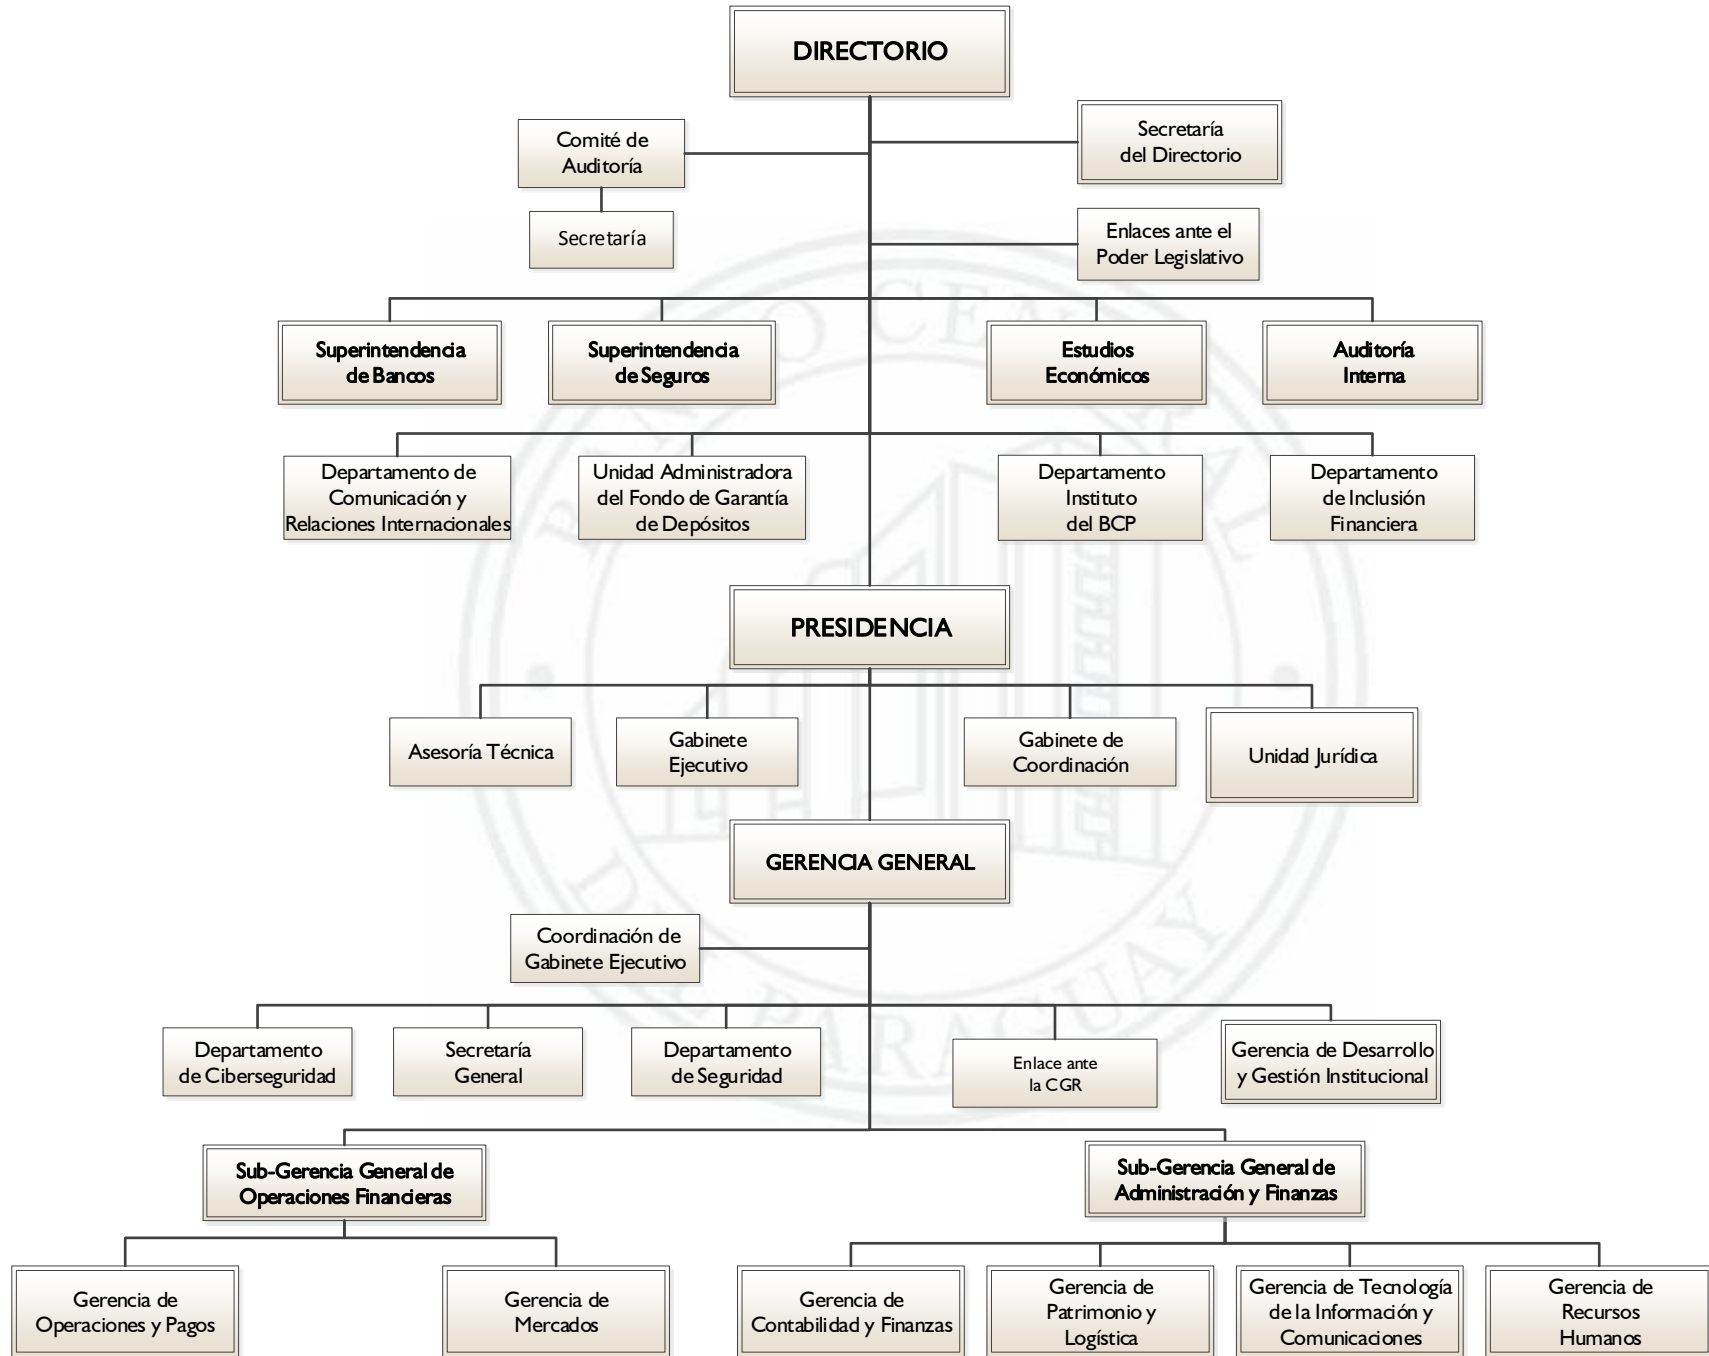 DIRECTORIO
Comité de
Auditoría
Secretaría
del Directorio
Secretaría
Enlaces ante el
Poder Legislativo
Superintendencia
de Bancos
Superintendencia
de Seguros
Estudios
Económicos
Auditoría
Interna
Departamento de
Comunicación y
Relaciones Internacionales
Unidad Administradora
del Fondo de Garantía
de Depósitos
Departamento
Instituto
del BCP
Departamento
de Inclusión
Financiera
PRESIDENCIA
Asesoría Técnica
Gabinete
Ejecutivo
Gabinete de
Coordinación
Unidad Jurídica
GERENCIA GENERAL
Coordinación de
Gabinete Ejecutivo
Departamento
de Ciberseguridad
Secretaría
General
Departamento
de Seguridad
Enlace ante
la CGR
Gerencia de Desarrollo
y Gestión Institucional
Sub-Gerencia General de
Operaciones Financieras
Sub-Gerencia General de
Administración y Finanzas
Gerencia de
Operaciones y Pagos
Gerencia de
Mercados
Gerencia de
Contabilidad y Finanzas
Gerencia de
Patrimonio y
Logística
Gerencia de Tecnología
de la Información y
Comunicaciones
Gerencia de
Recursos
Humanos
BANCO CENTRAL
DEL PARAGUAY